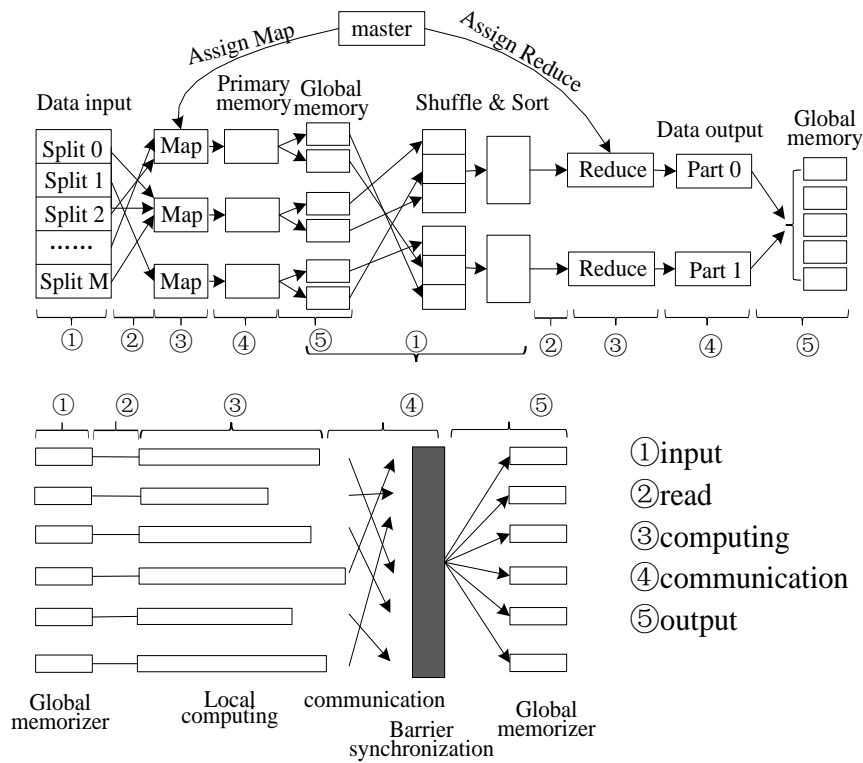 master
Assign Map
Assign Reduce
Data input
Primary
memory
Global
memory
Shuffle & Sort
Data output
Global
memory
Split 0
Split 1
Split 2
……
Split M
Map
Map
Map
Reduce
Reduce
Part 0
Part 1
① ② ③ ④ ⑤ ① ② ③ ④ ⑤
① ② ③ ④ ⑤
①input
②read
③computing
④communication
⑤output
Global
memorizer
Local
computing
communication
Barrier
synchronization
Global
memorizer